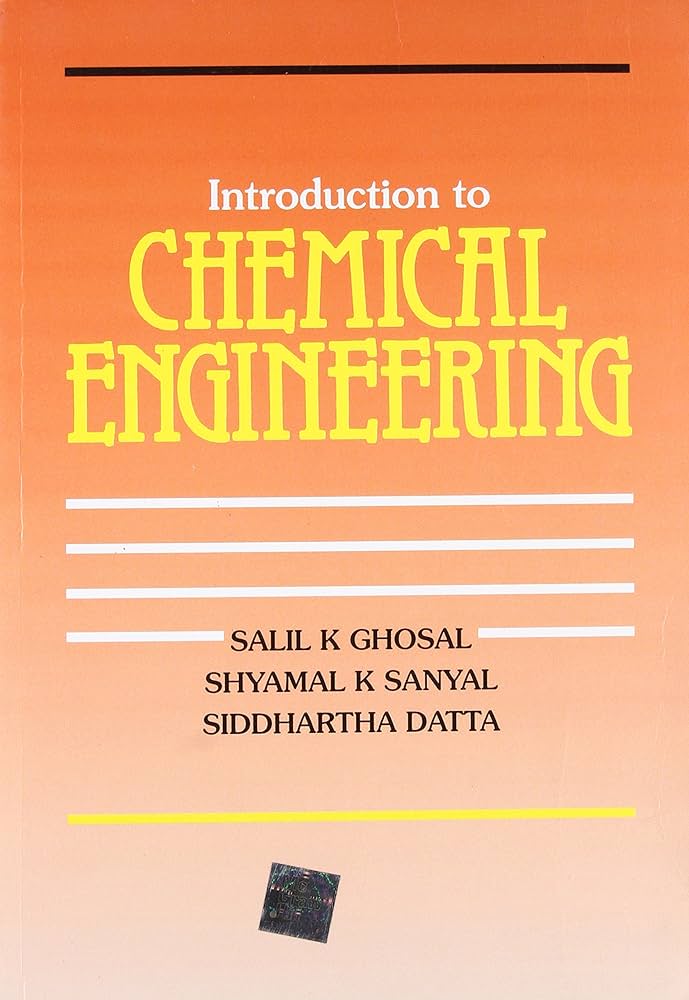 Introduction to
CHEMICAL
ENGINEERING
SALIL K GHOSAL
SHYAMAL K SANYAL
SIDDHARTHA DATTA